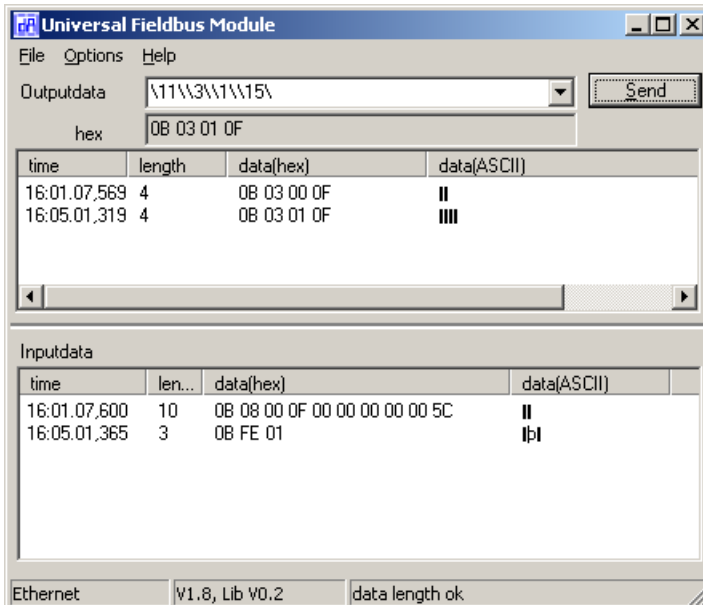 Universal Fieldbus Module
File Options Help
Outputdata \11\\3\\1\\15\ Send
hex 0B 03 01 0F
time length data(hex) data(ASCII)
16:01.07,569 4 0B 03 00 0F
16:05.01,319 4 0B 03 01 0F
Inputdata
time len... data(hex) data(ASCII)
16:01.07,600 10 0B 08 00 0F 00 00 00 00 00 5C
16:05.01,365 3 0B FE 01 þ
Ethernet V1.8, Lib V0.2 data length ok